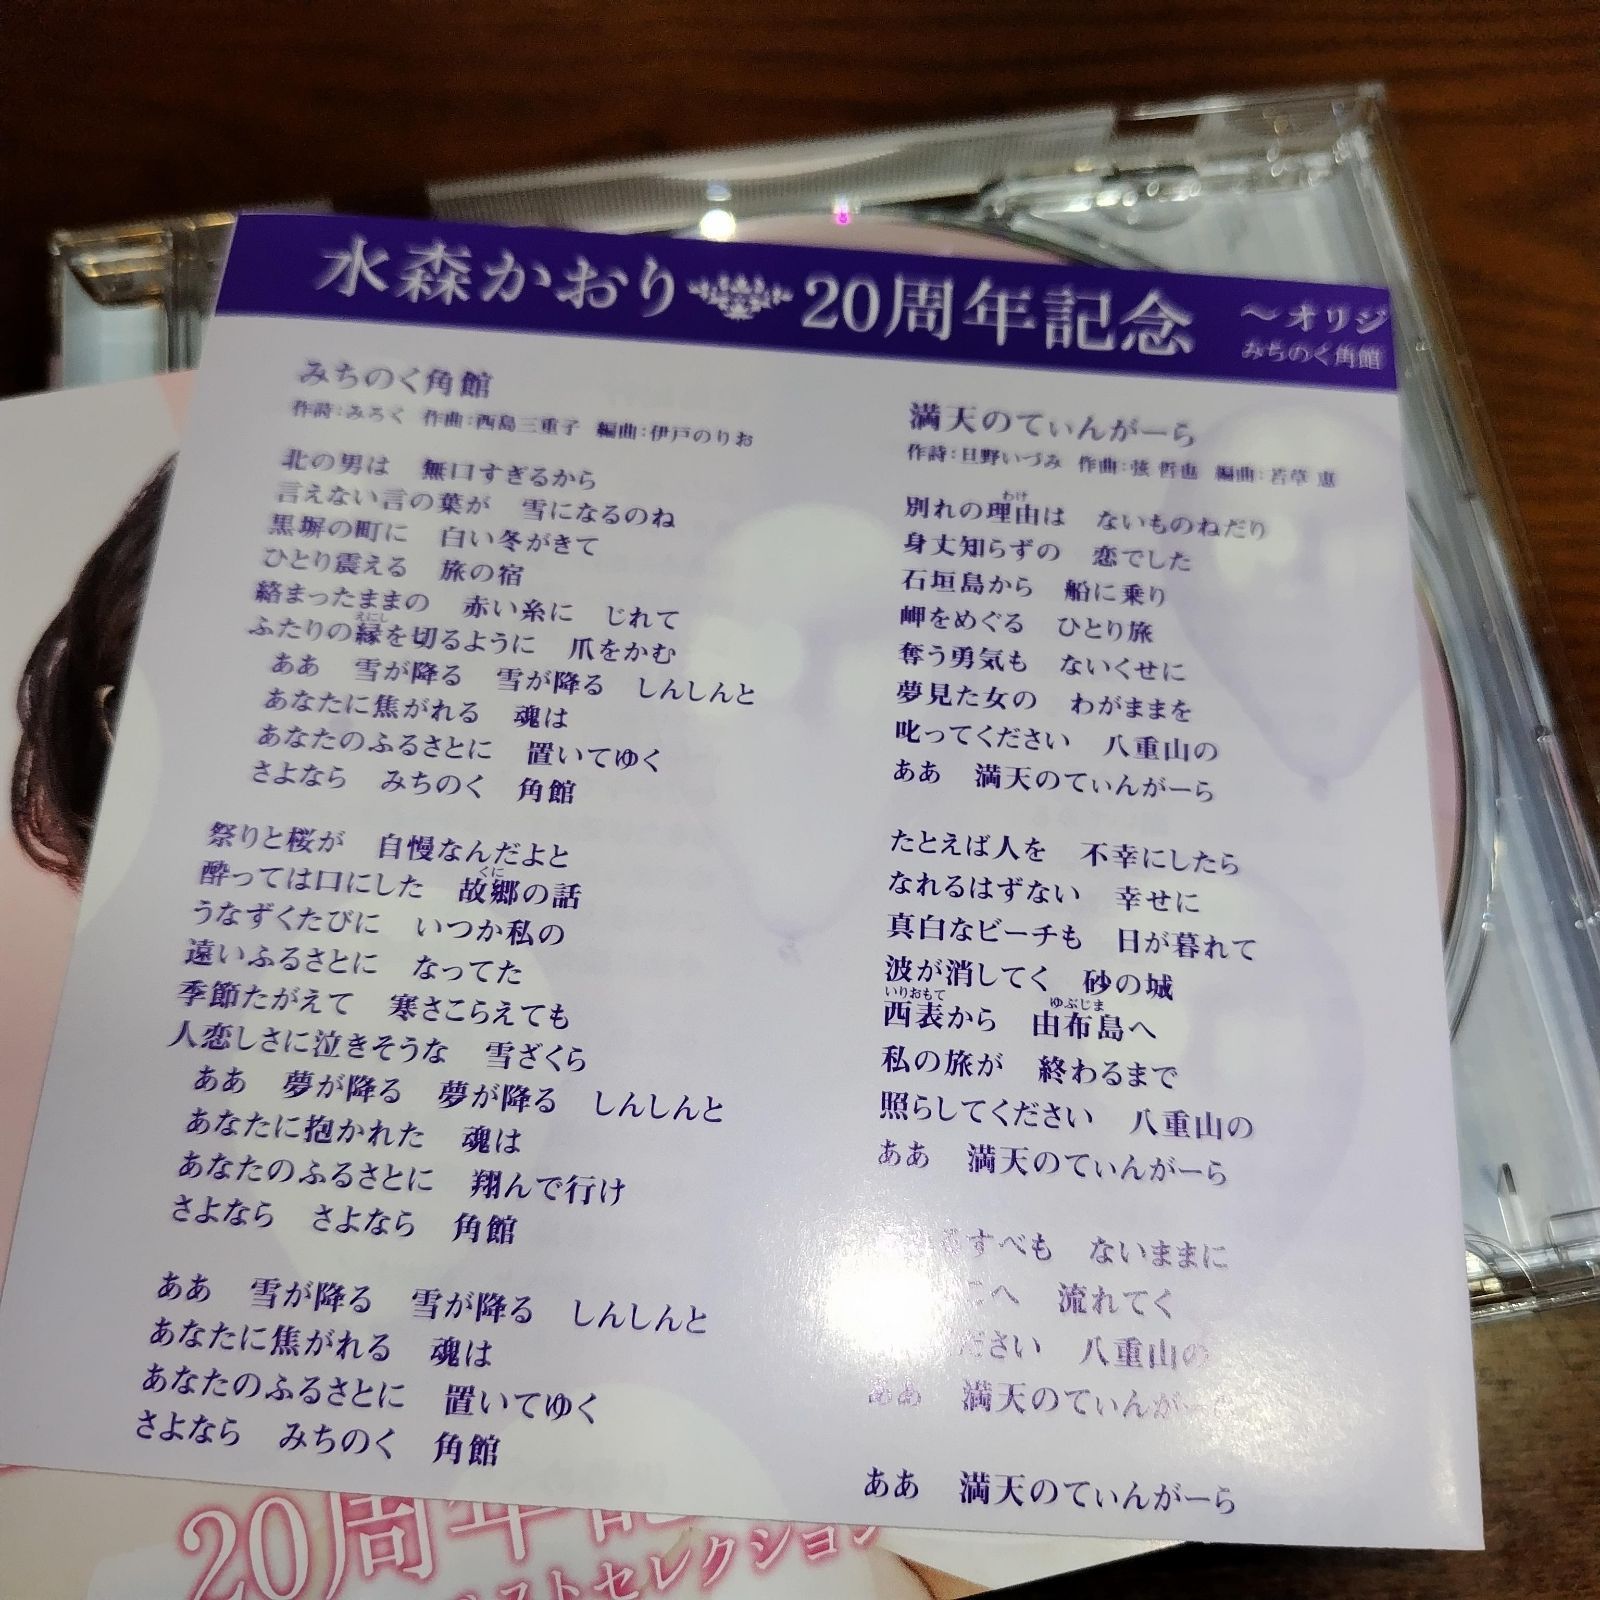 水森かおり 20周年記念 〜オリジ
みちのく角館
みちのく角館
作詩：みろく 作曲：西島三重子 編曲：伊戸のりお
北の男は 無口すぎるから
言えない言の葉が 雪になるのね
黒塀の町に 白い冬がきて
ひとり震える 旅の宿
絡まったままの 赤い糸に じれて
えにし
ふたりの縁を切るように 爪をかむ
ああ 雪が降る 雪が降る しんしんと
あなたに焦がれる 魂は
あなたのふるさとに 置いてゆく
さよなら みちのく 角館
祭りと桜が 自慢なんだよと
くに
酔っては口にした 故郷の話
うなずくたびに いつか私の
遠いふるさとに なってた
季節たがえて 寒さこらえても
人恋しさに泣きそうな 雪ざくら
ああ 夢が降る 夢が降る しんしんと
あなたに抱かれた 魂は
あなたのふるさとに 翔んで行け
さよなら さよなら 角館
ああ 雪が降る 雪が降る しんしんと
あなたに焦がれる 魂は
あなたのふるさとに 置いてゆく
さよなら みちのく 角館
満天のてぃんがーら
作詩：旦野いづみ 作曲：弦 哲也 編曲：若草 恵
わけ
別れの理由は ないものねだり
身丈知らずの 恋でした
石垣島から 船に乗り
岬をめぐる ひとり旅
奪う勇気も ないくせに
夢見た女の わがままを
叱ってください 八重山の
ああ 満天のてぃんがーら
たとえば人を 不幸にしたら
なれるはずない 幸せに
真白なビーチも 日が暮れて
波が消してく 砂の城
いりおもて ゆぶじま
西表から 由布島へ
私の旅が 終わるまで
照らしてください 八重山の
ああ 満天のてぃんがーら
すべも ないままに
へ 流れてく
ださい 八重山の
ああ 満天のてぃんがーら
ああ 満天のてぃんがーら
20周年記
ベストセレクション